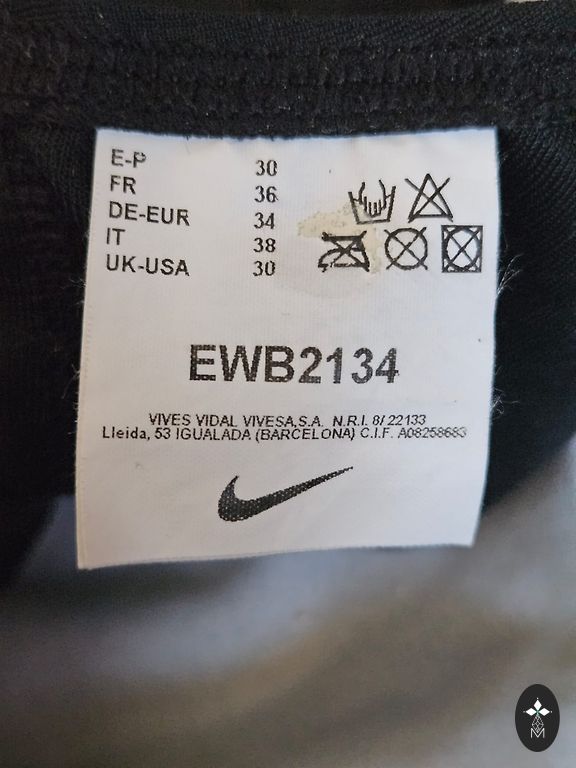 E-P 30
FR 36
DE-EUR 34
IT 38
UK-USA 30
EWB2134
VIVES VIDAL VIVESA,S.A. N.R.I. 8/ 22133
Lleida, 53 IGUALADA (BARCELONA) C.I.F. A08258683
M